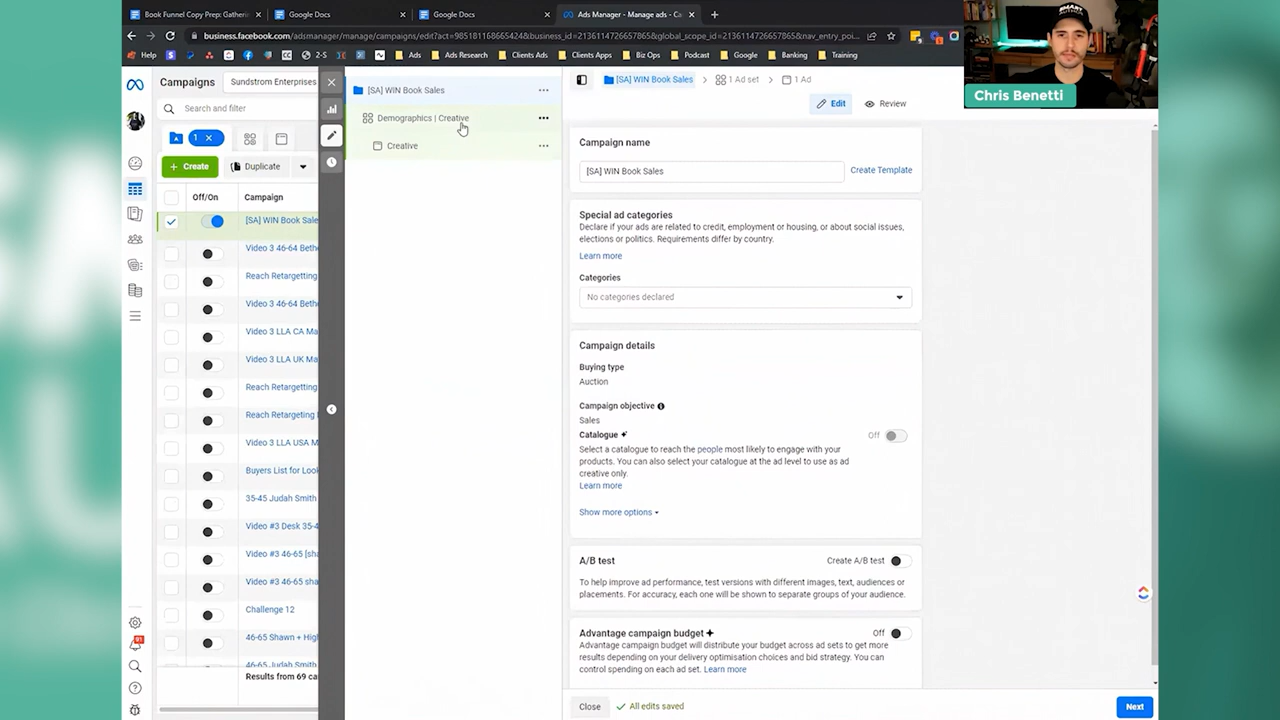 Book Funnel Copy Prep: Gatheri
Google Docs
Google Docs
Ads Manager - Manage ads - Ca
business.facebook.com/adsmanager/manage/campaigns/edit?act=985181168665424&business_id=2136114726657865&global_scope_id=2136114726657865&nav_entry_poi
Help
2-5
Ads
Ads Research
Clients Ads
Clients Apps
Biz Ops
Podcast
Google
Banking
Training
SMART AUTHOR
Chris Benetti
Campaigns
Sundstrom Enterprises
Search and filter
1
Create
Duplicate
Off/On
Campaign
[SA] WIN Book Sale
Video 3 46-64 Beth
Reach Retargetting
Video 3 46-64 Beth
Video 3 LLA CA Ma
Video 3 LLA UK Ma
Reach Retargetting
Reach Retargeting
Video 3 LLA USA M
Buyers List for Look
35-45 Judah Smith
Video #3 Desk 35-4
Video #3 46-65 [sha
Video #3 46-65 sha
Challenge 12
46-65 Shawn + High
46-65 Judah Smith
Results from 69 ca
[SA] WIN Book Sales
Demographics | Creative
Creative
[SA] WIN Book Sales
1 Ad set
1 Ad
Edit
Review
Campaign name
[SA] WIN Book Sales
Create Template
Special ad categories
Declare if your ads are related to credit, employment or housing, or about social issues,
elections or politics. Requirements differ by country.
Learn more
Categories
No categories declared
Campaign details
Buying type
Auction
Campaign objective
Sales
Catalogue
Off
Select a catalogue to reach the people most likely to engage with your
products. You can also select your catalogue at the ad level to use as ad
creative only.
Learn more
Show more options
A/B test
Create A/B test
To help improve ad performance, test versions with different images, text, audiences or
placements. For accuracy, each one will be shown to separate groups of your audience.
Advantage campaign budget
Off
Advantage campaign budget will distribute your budget across ad sets to get more
results depending on your delivery optimisation choices and bid strategy. You can
control spending on each ad set. Learn more
Close
All edits saved
Next